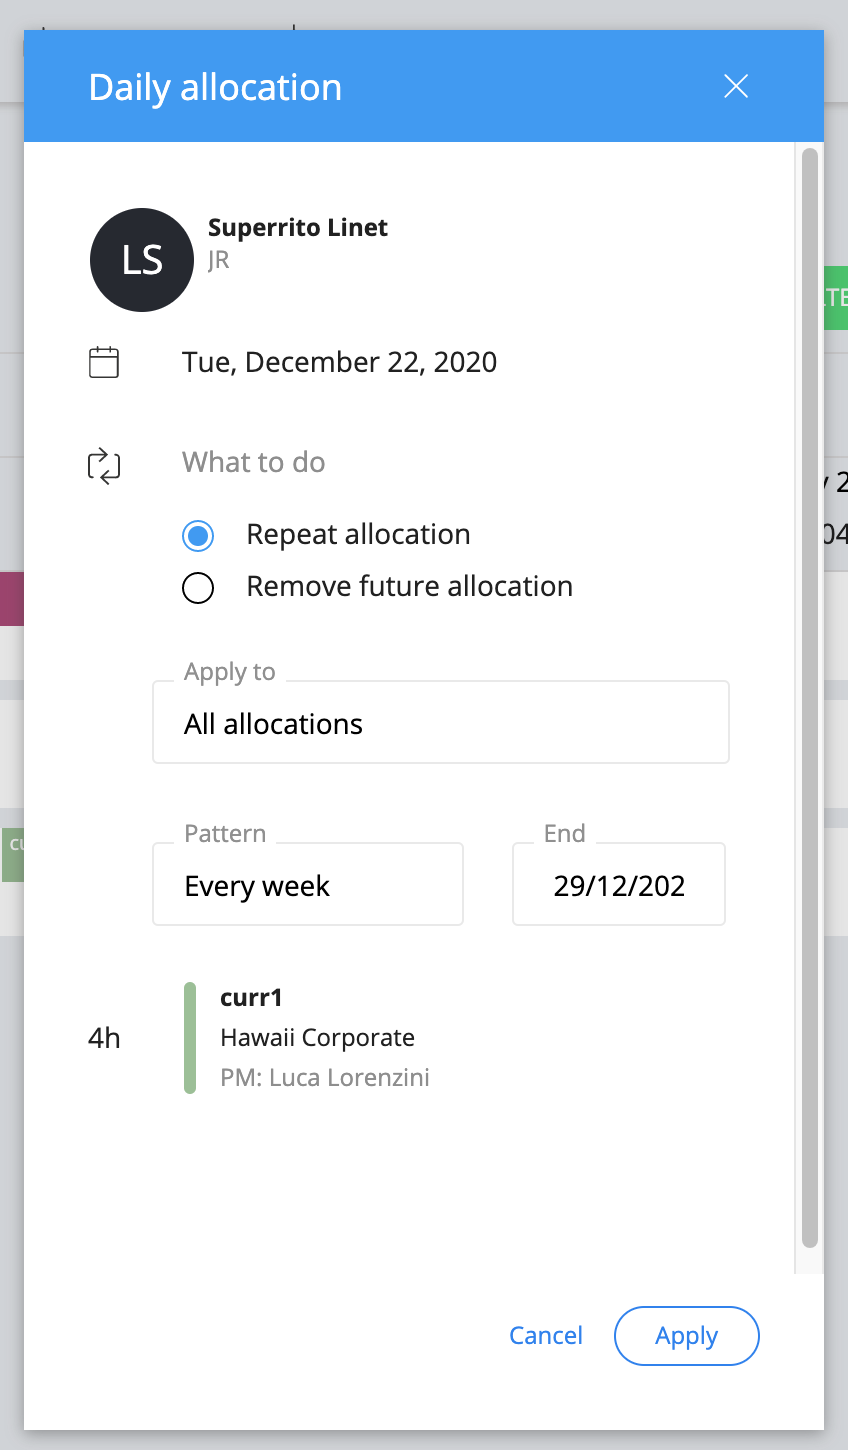 Daily allocation
LS
Superrito Linet
JR
Tue, December 22, 2020
What to do
Repeat allocation
Remove future allocation
Apply to
All allocations
Pattern
Every week
End
29/12/202
4h
curr1
Hawaii Corporate
PM: Luca Lorenzini
Cancel
Apply